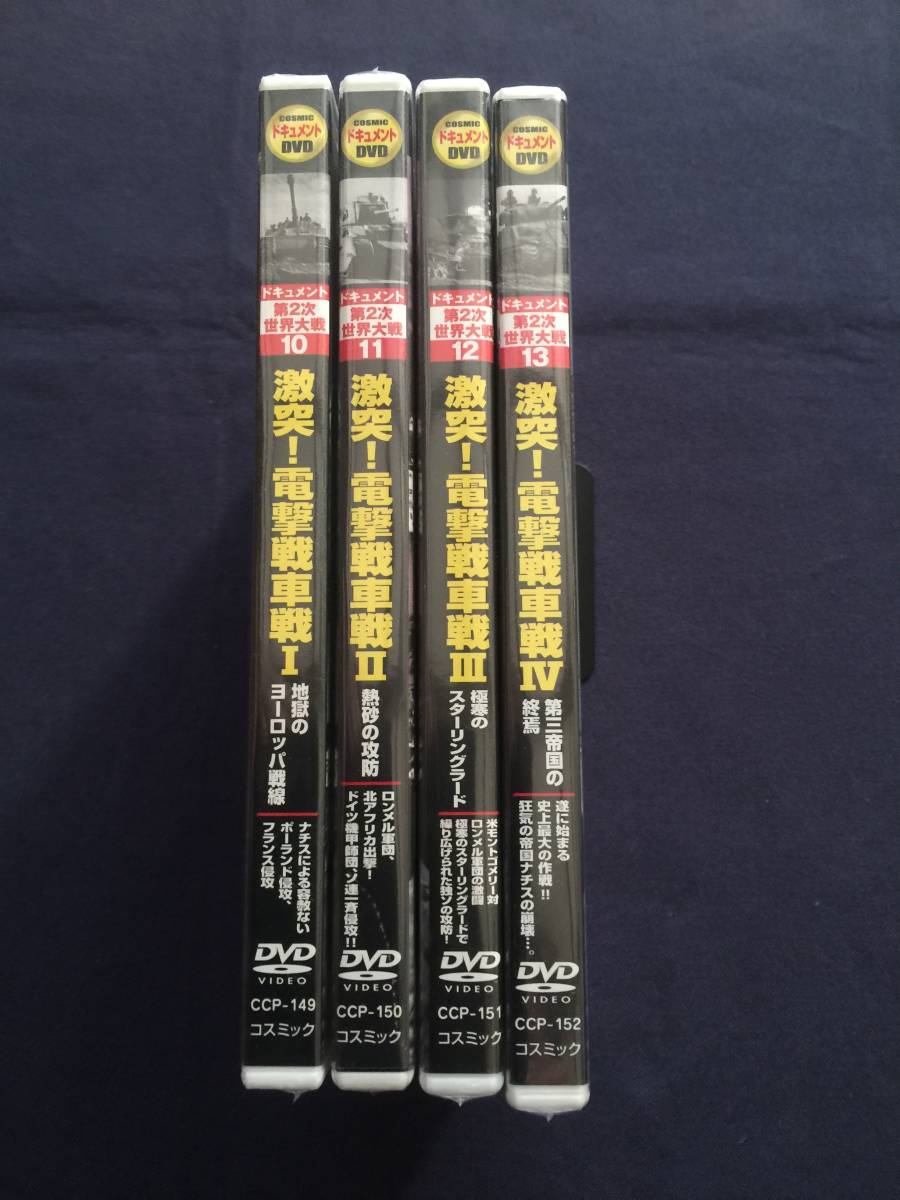 COSMIC
ドキュメント
DVD
ドキュメント
第2次
世界大戦
10
激突!電撃戦車戦I
地獄の
ヨーロッパ戦線
ナチスによる容赦ない
ポーランド侵攻、
フランス侵攻
DVD
VIDEO
CCP-149
コスミック
COSMIC
ドキュメント
DVD
ドキュメント
第2次
世界大戦
11
激突!電撃戦車戦II
熱砂の攻防
ロンメル軍団、
北アフリカ出撃!
ドイツ機甲師団、ソ連一斉侵攻!!
DVD
VIDEO
CCP-150
コスミック
COSMIC
ドキュメント
DVD
ドキュメント
第2次
世界大戦
12
激突!電撃戦車戦III
極寒の
スターリングラード
米モントゴメリー対
ロンメル軍団の激闘
極寒のスターリングラードで
繰り広げられた独ソの攻防!
DVD
VIDEO
CCP-151
コスミック
COSMIC
ドキュメント
DVD
ドキュメント
第2次
世界大戦
13
激突!電撃戦車戦IV
第三帝国の
終焉
遂に始まる
史上最大の作戦!!
狂気の帝国ナチスの崩壊…。
DVD
VIDEO
CCP-152
コスミック